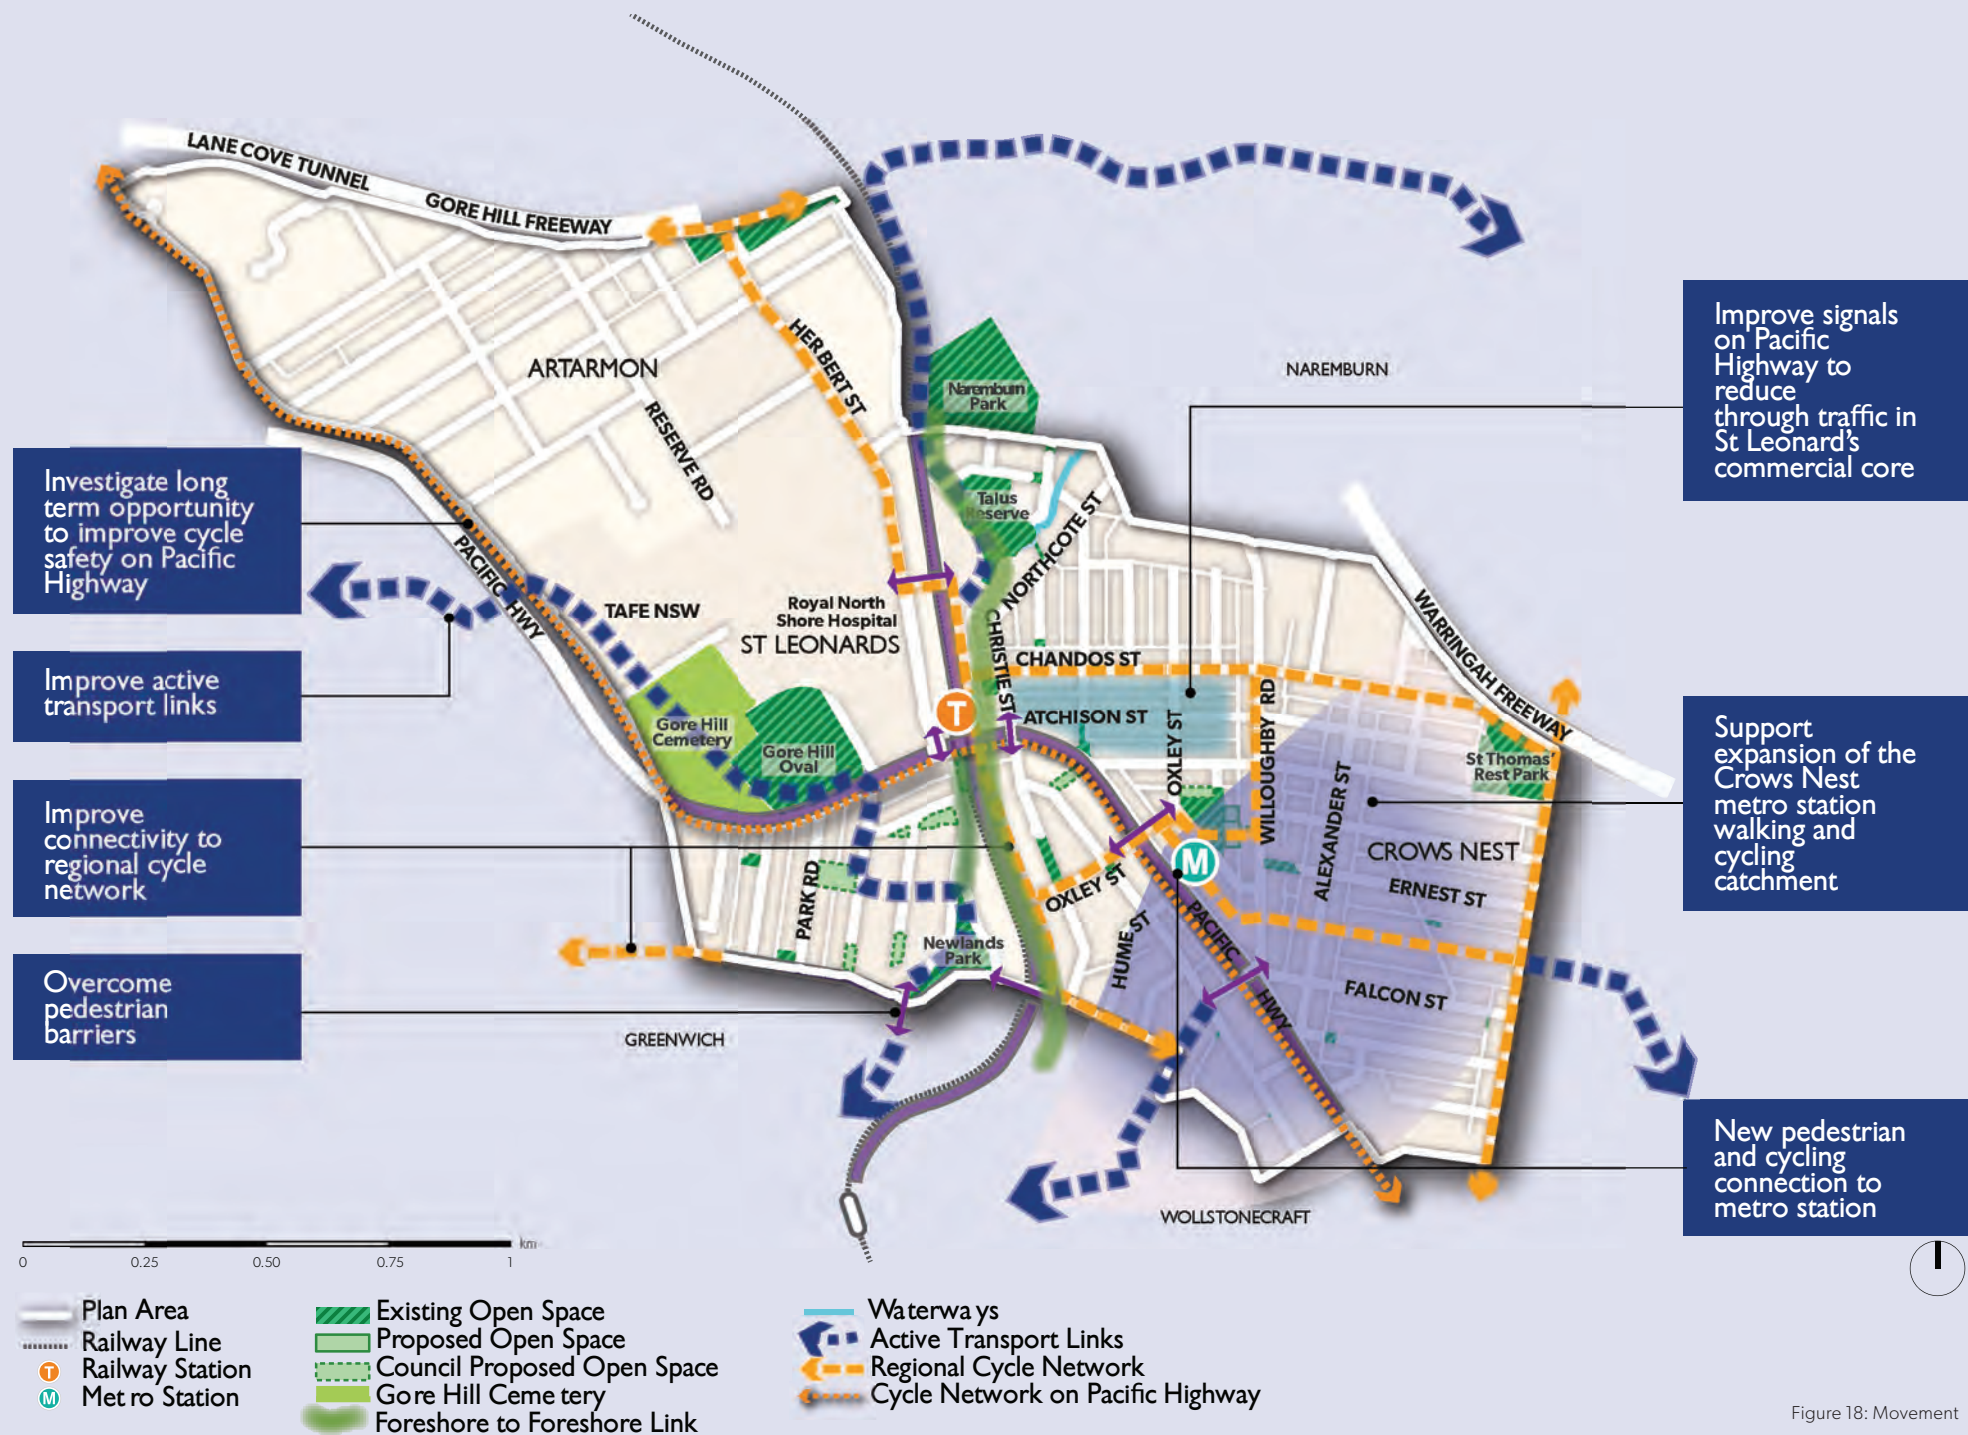 LANE COVE TUNNEL
GORE HILL FREEWAY
HERBERT ST
ARTARMON
RESERVE RD
Naremburn
Park
NAREMBURN
Improve signals
on Pacific
Highway to
reduce
through traffic in
St Leonard's
commercial core
Investigate long
term opportunity
to improve cycle
safety on Pacific
Highway
Talus
Reserve
NORTHCOTE ST
PACIFIC HWY
TAFE NSW
Royal North
Shore Hospital
ST LEONARDS
CHRISTIE ST
CHANDOS ST
WARRINGAH FREEWAY
Improve active
transport links
Gore Hill
Cemetery
Gore Hill
Oval
T
ATCHISON ST
OXLEY ST
WILLOUGHBY RD
ALEXANDER ST
St Thomas'
Rest Park
Support
expansion of the
Crows Nest
metro station
walking and
cycling
catchment
Improve
connectivity to
regional cycle
network
PARK RD
M
CROWS NEST
ERNEST ST
OXLEY ST
HUME ST
PACIFIC
HWY
FALCON ST
Newlands
Park
Overcome
pedestrian
barriers
GREENWICH
New pedestrian
and cycling
connection to
metro station
WOLLSTONECRAFT
km
0 0.25 0.50 0.75 1
Plan Area
Railway Line
T Railway Station
M Met ro Station
Existing Open Space
Proposed Open Space
Council Proposed Open Space
Gore Hill Ceme tery
Foreshore to Foreshore Link
Waterwa ys
Active Transport Links
Regional Cycle Network
Cycle Network on Pacific Highway
Figure 18: Movement